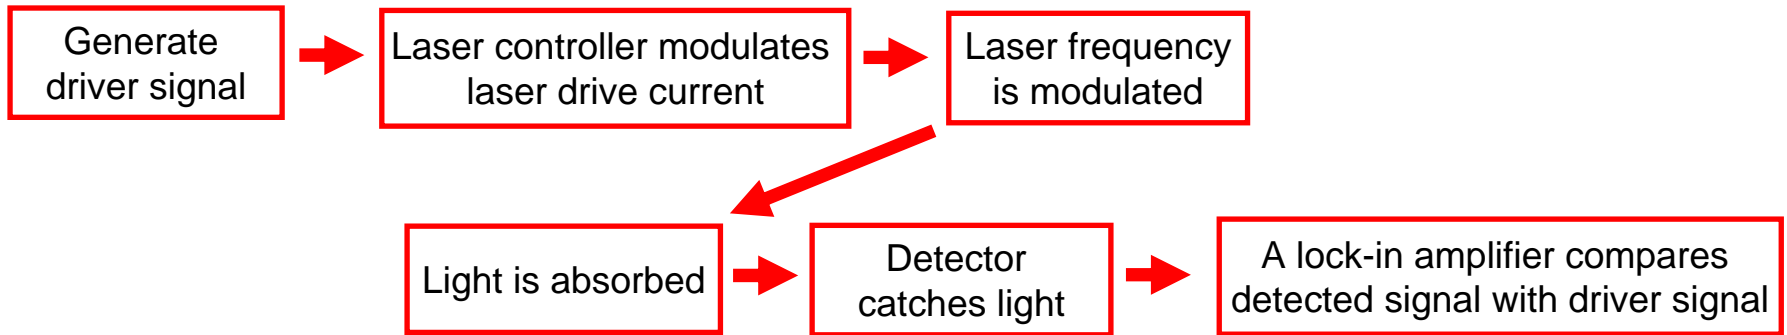 Generate
driver signal
Laser controller modulates
laser drive current
Laser frequency
is modulated
Light is absorbed
Detector
catches light
A lock-in amplifier compares
detected signal with driver signal